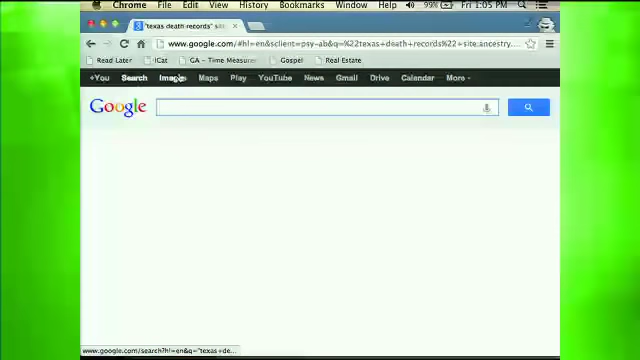 Chrome File Edit View History Bookmarks Window Help 99% Fri 1:05 PM
"texas death records" sit
www.google.com/#hl=en&sclient=psy-ab&q=%22texas+death+records%22+site:ancestry....
Read Later iCat GA - Time Measure Gospel Real Estate
+You Search Images Maps Play YouTube News Gmail Drive Calendar More
Google
www.google.com/search?hl=en&q="texas+de...